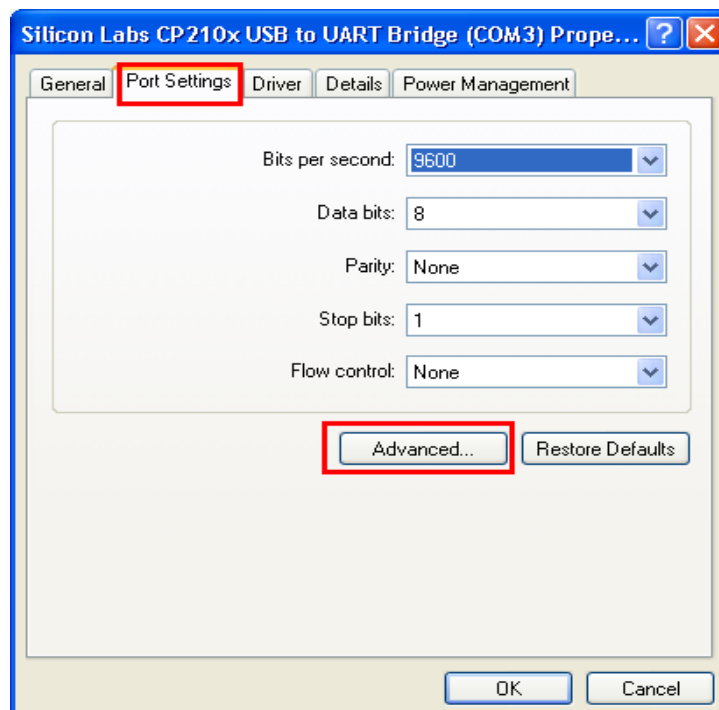 Silicon Labs CP210x USB to UART Bridge (COM3) Prope... ?
General Port Settings Driver Details Power Management
Bits per second: 9600
Data bits: 8
Parity: None
Stop bits: 1
Flow control: None
Advanced... Restore Defaults
OK Cancel